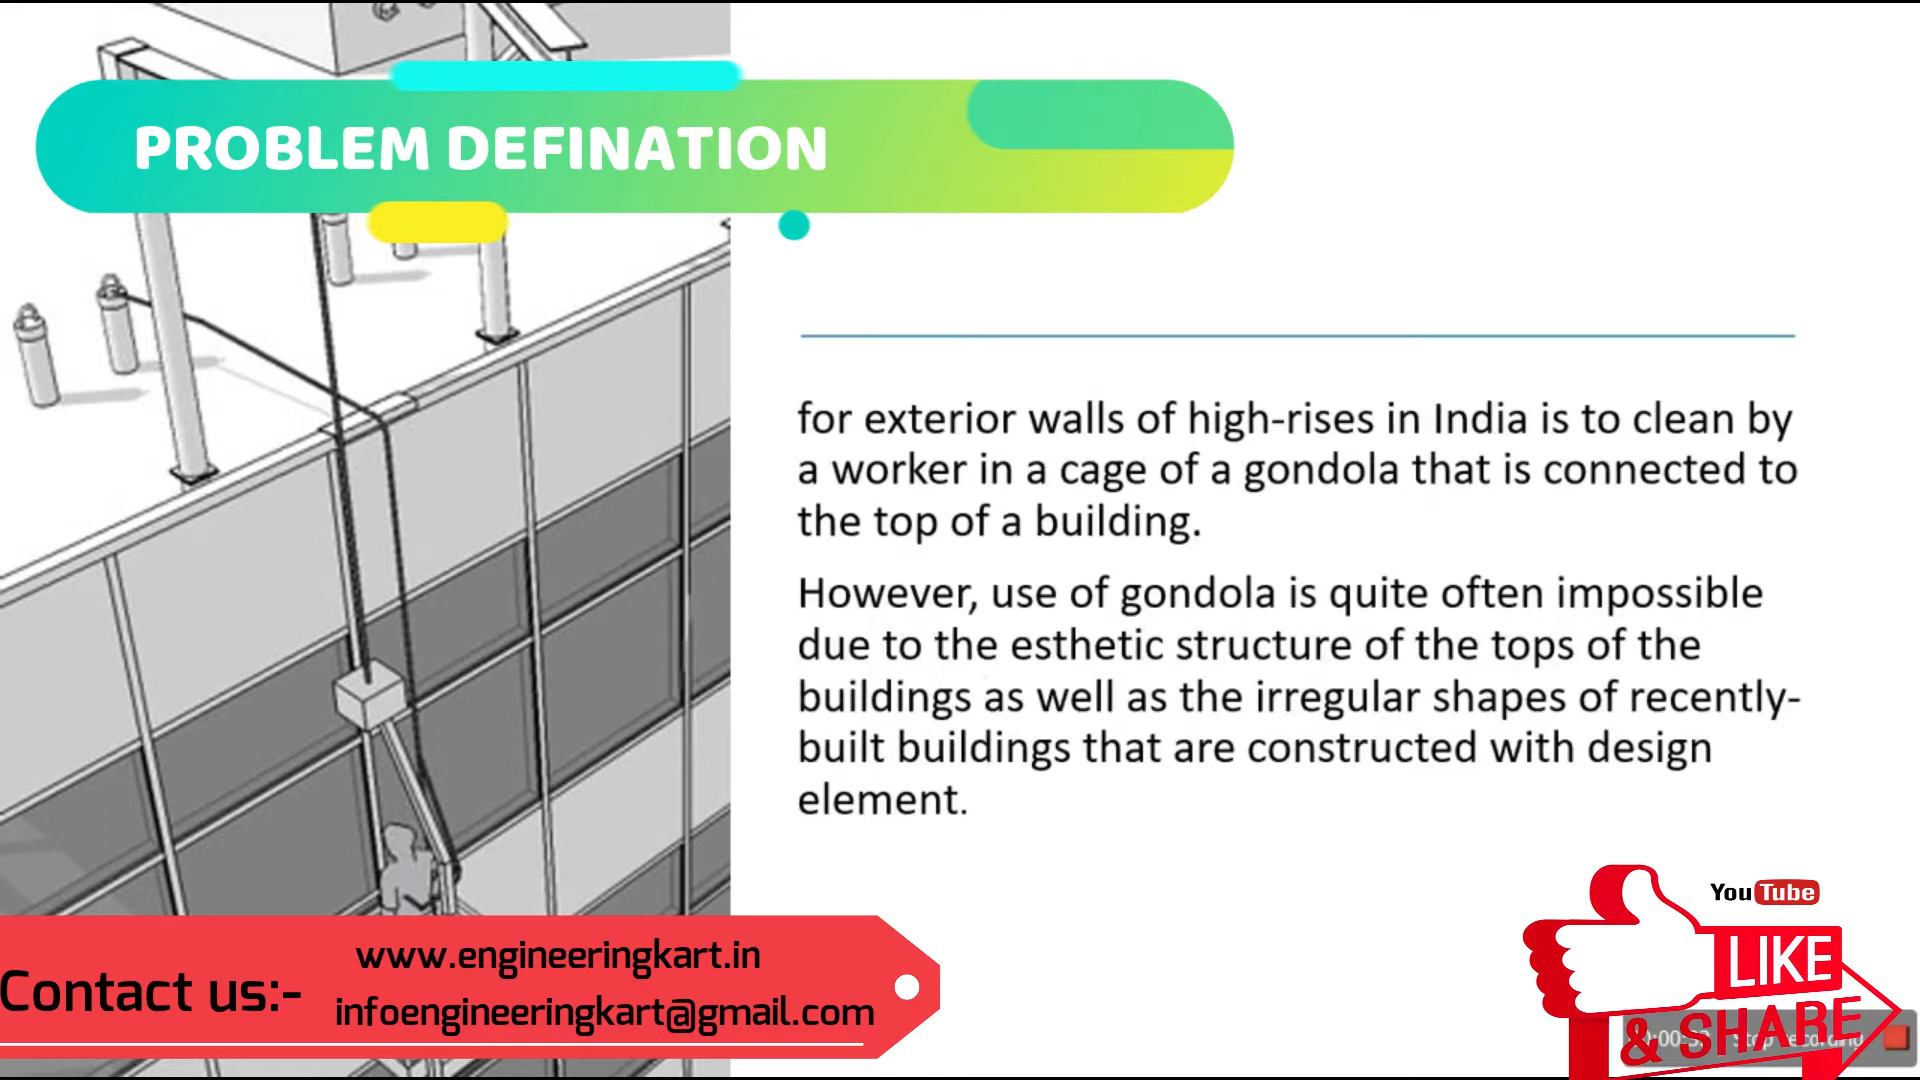 PROBLEM DEFINATION
for exterior walls of high-rises in India is to clean by
a worker in a cage of a gondola that is connected to
the top of a building.
However, use of gondola is quite often impossible
due to the esthetic structure of the tops of the
buildings as well as the irregular shapes of recently-
built buildings that are constructed with design
element.
YouTube
LIKE
& SHARE
Stop recording
Contact us:-
www.engineeringkart.in
infoengineeringkart@gmail.com